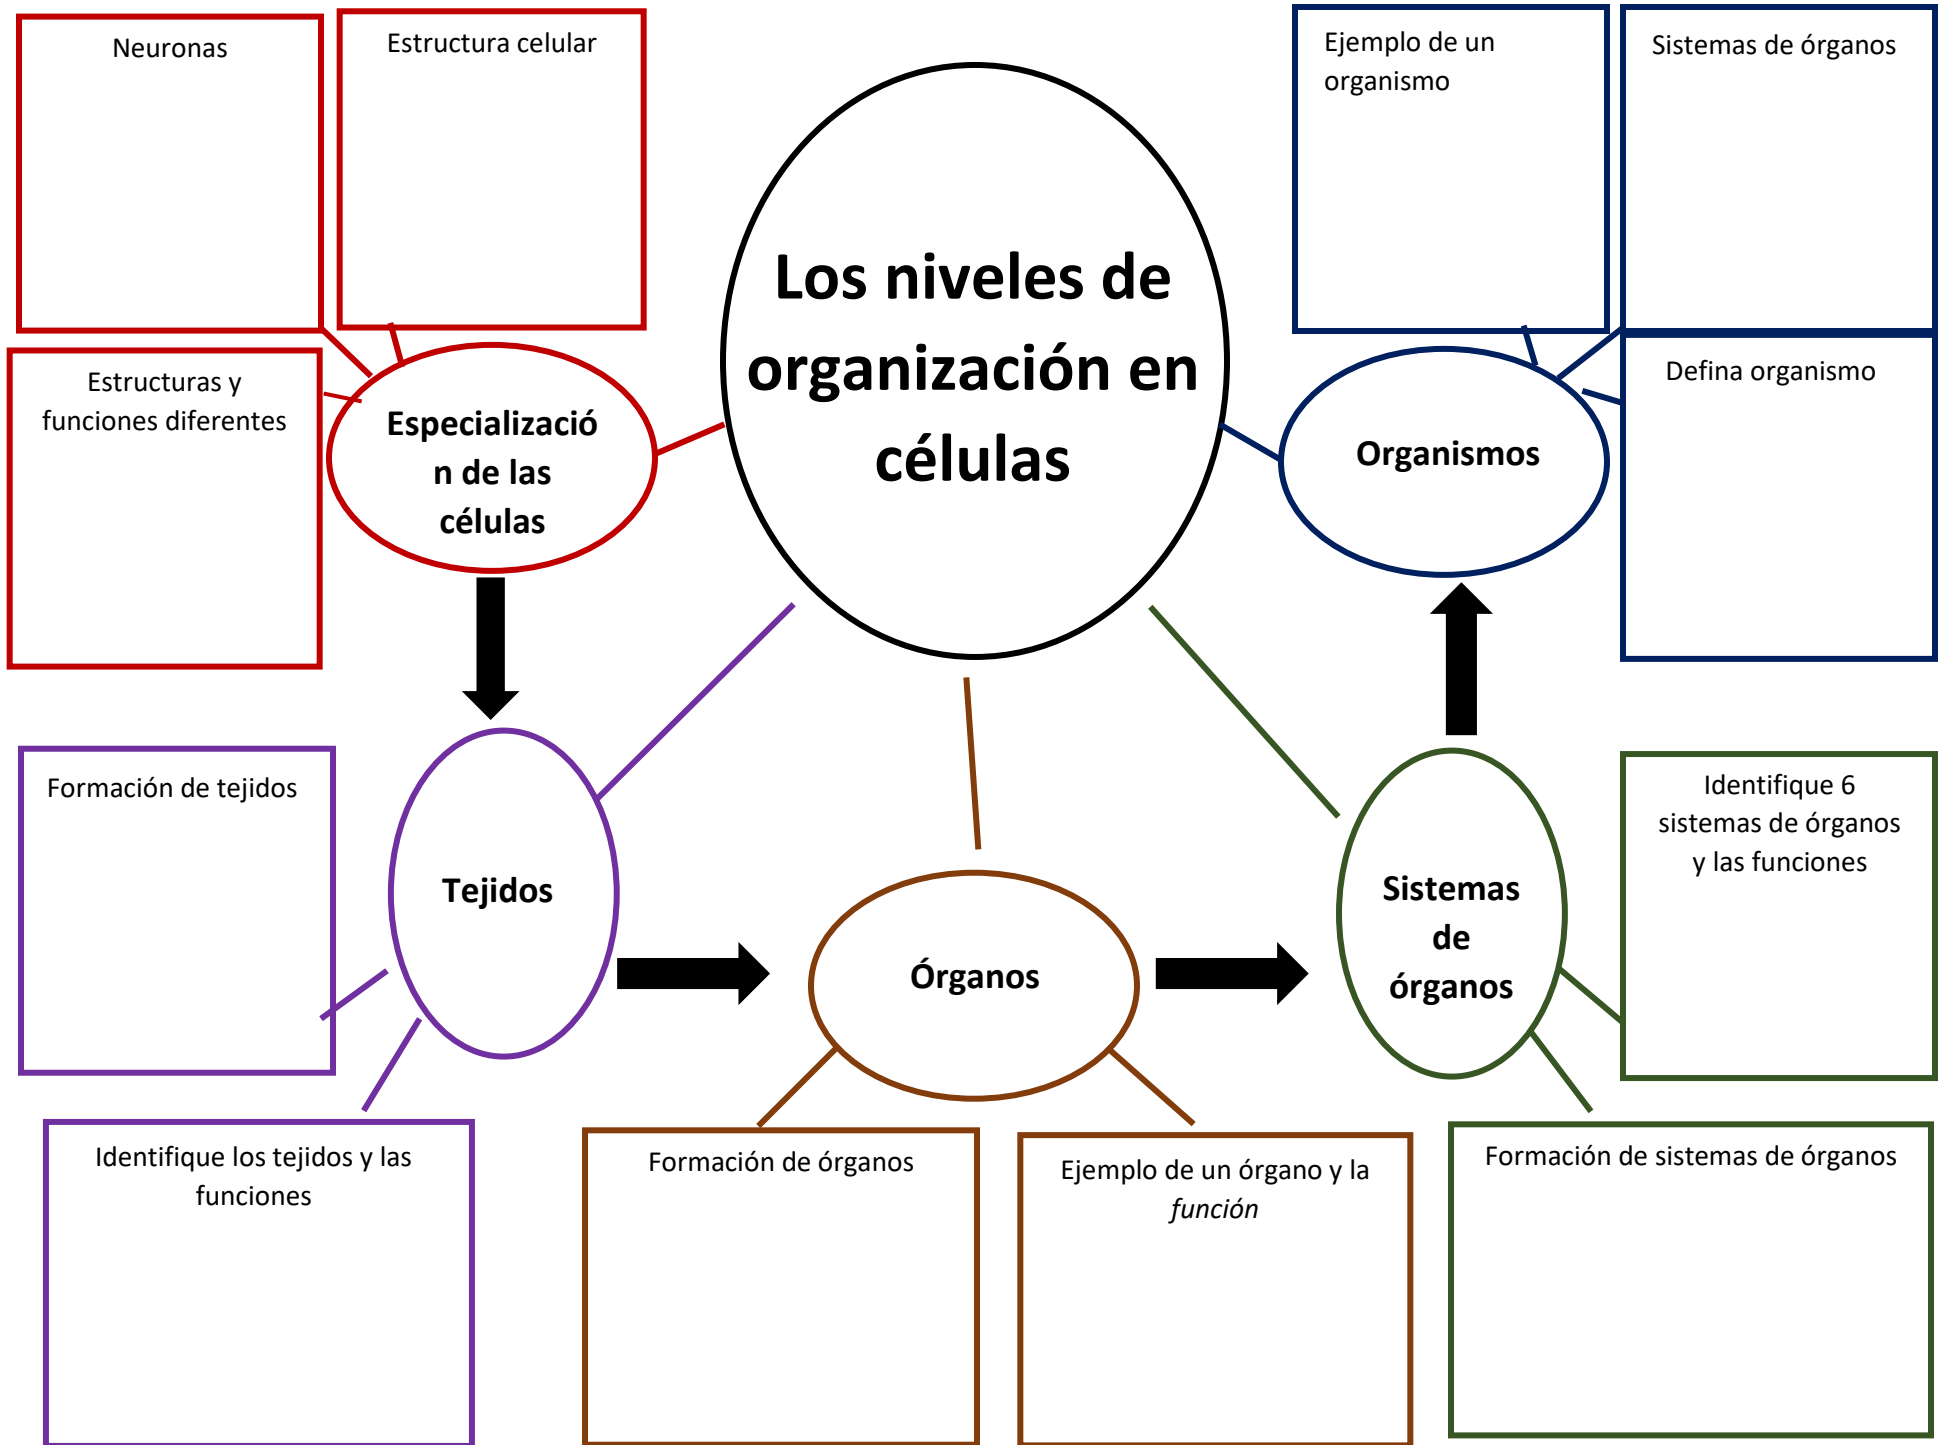 Neuronas
Estructura celular
Ejemplo de un
organismo
Sistemas de órganos
Los niveles de
organización en
células
Estructuras y
funciones diferentes
Especializació
n de las
células
Organismos
Defina organismo
Formación de tejidos
Tejidos
Órganos
Sistemas
de
órganos
Identifique 6
sistemas de órganos
y las funciones
Identifique los tejidos y las
funciones
Formación de órganos
Ejemplo de un órgano y la
función
Formación de sistemas de órganos